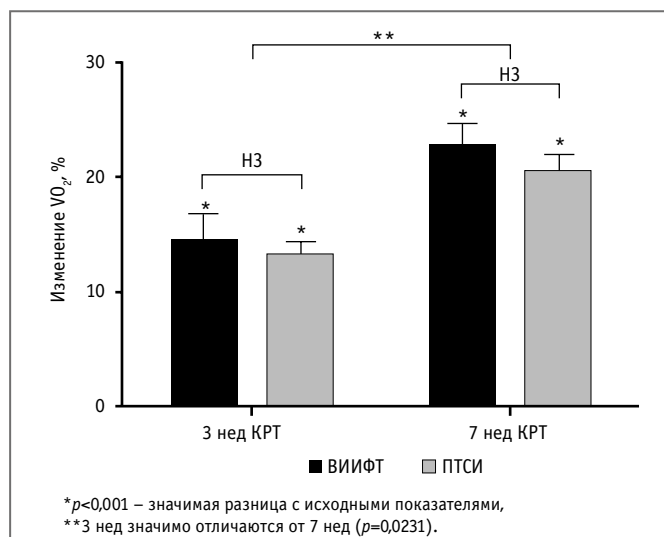 **
НЗ
30
* *
НЗ
20
* *
Изменение VO₂, %
10
0
3 нед КРТ 7 нед КРТ
ВИИФТ ПТСИ
*p<0,001 – значимая разница с исходными показателями,
**3 нед значимо отличаются от 7 нед (p=0,0231).